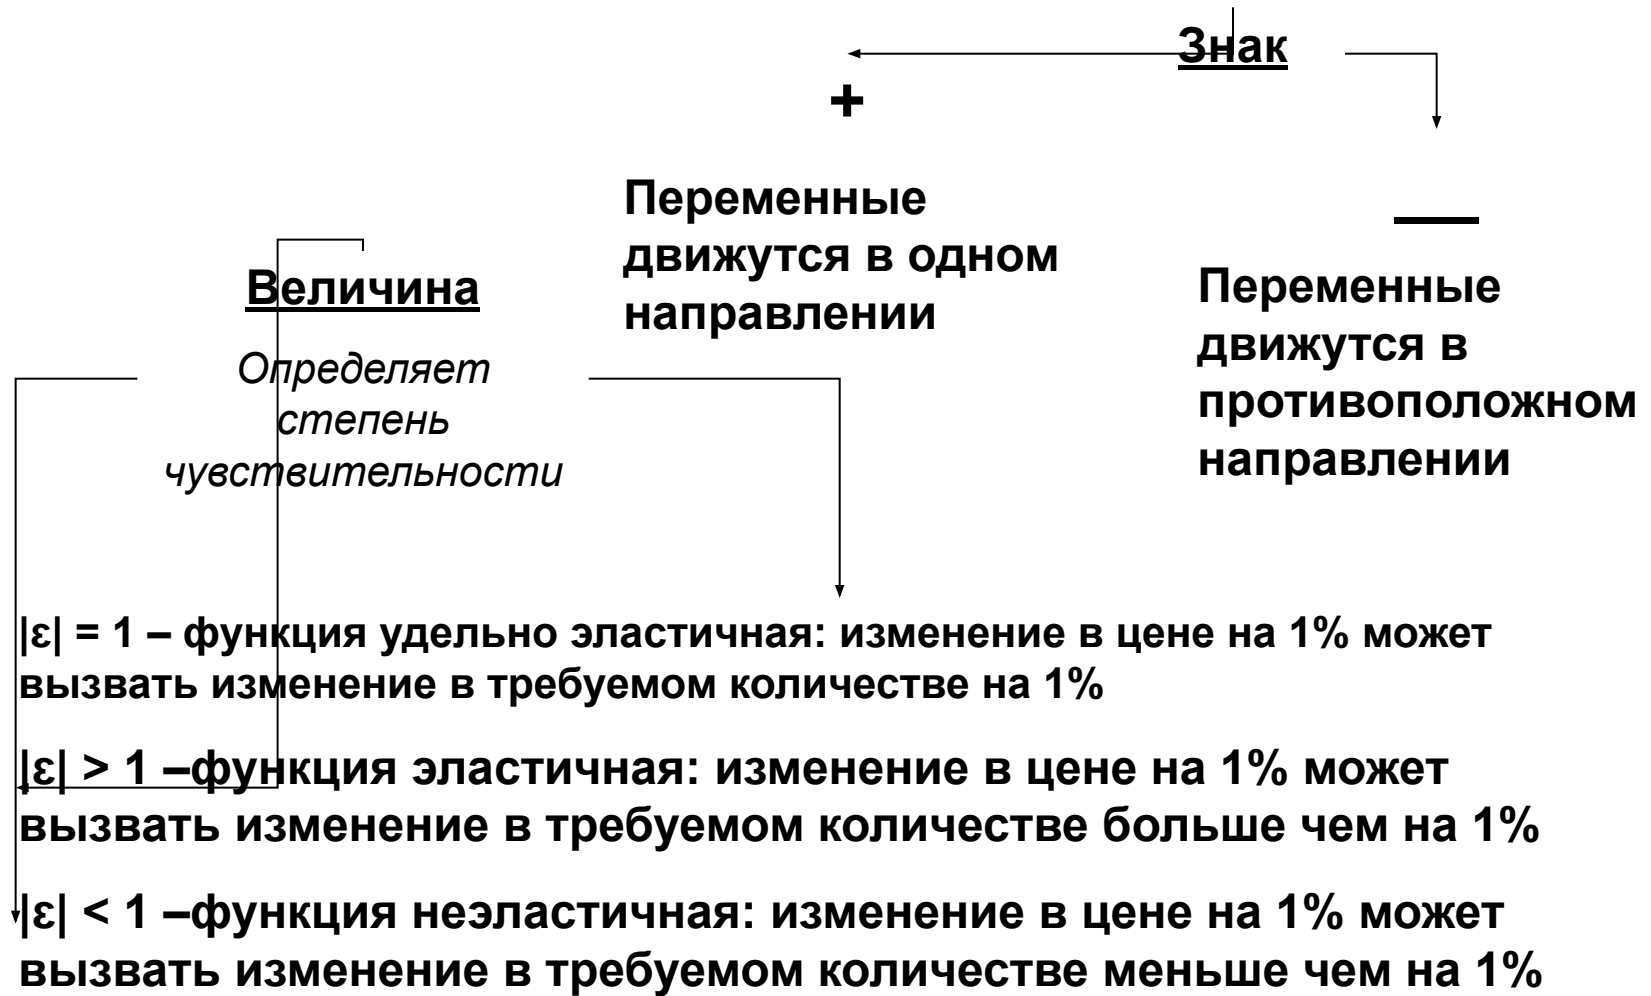 Знак
+
Переменные
движутся в одном
направлении
—
Переменные
движутся в
противоположном
направлении
Величина
Определяет
степень
чувствительности
|ε| = 1 – функция удельно эластичная: изменение в цене на 1% может
вызвать изменение в требуемом количестве на 1%
|ε| > 1 –функция эластичная: изменение в цене на 1% может
вызвать изменение в требуемом количестве больше чем на 1%
|ε| < 1 –функция неэластичная: изменение в цене на 1% может
вызвать изменение в требуемом количестве меньше чем на 1%